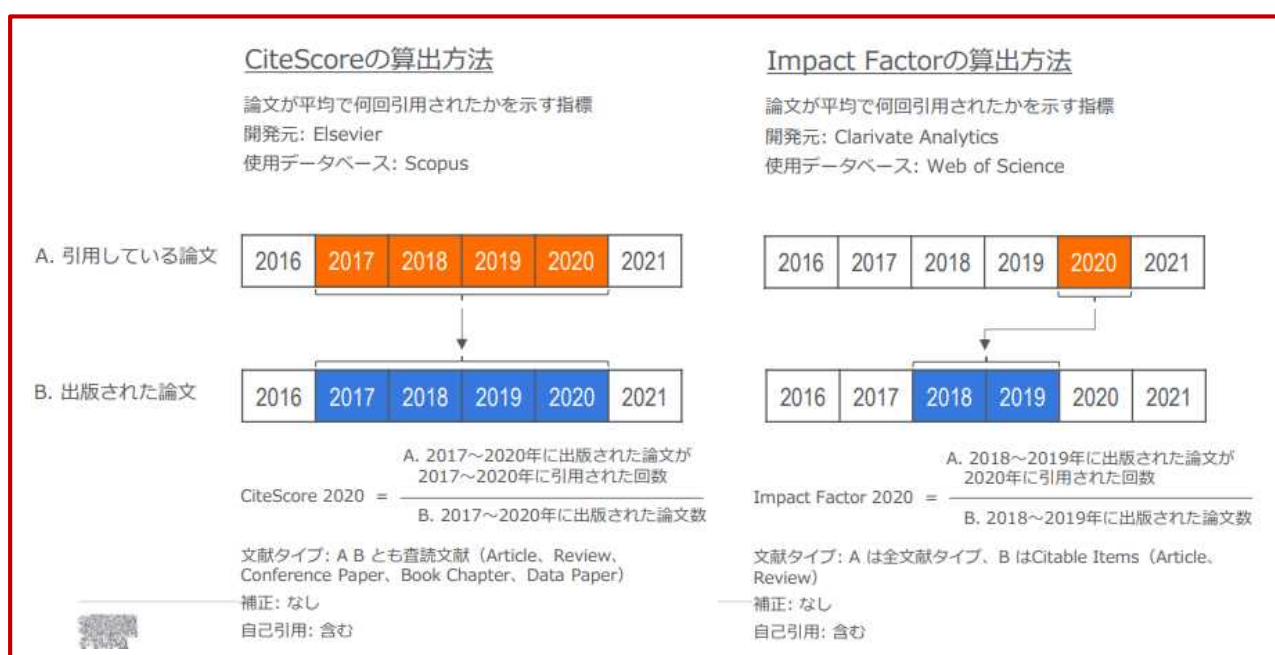 CiteScoreの算出方法
論文が平均で何回引用されたかを示す指標
開発元: Elsevier
使用データベース: Scopus
Impact Factorの算出方法
論文が平均で何回引用されたかを示す指標
開発元: Clarivate Analytics
使用データベース: Web of Science
A. 引用している論文
2016 2017 2018 2019 2020 2021
2016 2017 2018 2019 2020 2021
B. 出版された論文
2016 2017 2018 2019 2020 2021
2016 2017 2018 2019 2020 2021
CiteScore 2020 =
A. 2017~2020年に出版された論文が
2017~2020年に引用された回数
B. 2017~2020年に出版された論文数
文献タイプ: A B とも査読文献（Article、Review、
Conference Paper、Book Chapter、Data Paper）
補正: なし
自己引用: 含む
Impact Factor 2020 =
A. 2018~2019年に出版された論文が
2020年に引用された回数
B. 2018~2019年に出版された論文数
文献タイプ: A は全文献タイプ、B はCitable Items（Article、
Review）
補正: なし
自己引用: 含む